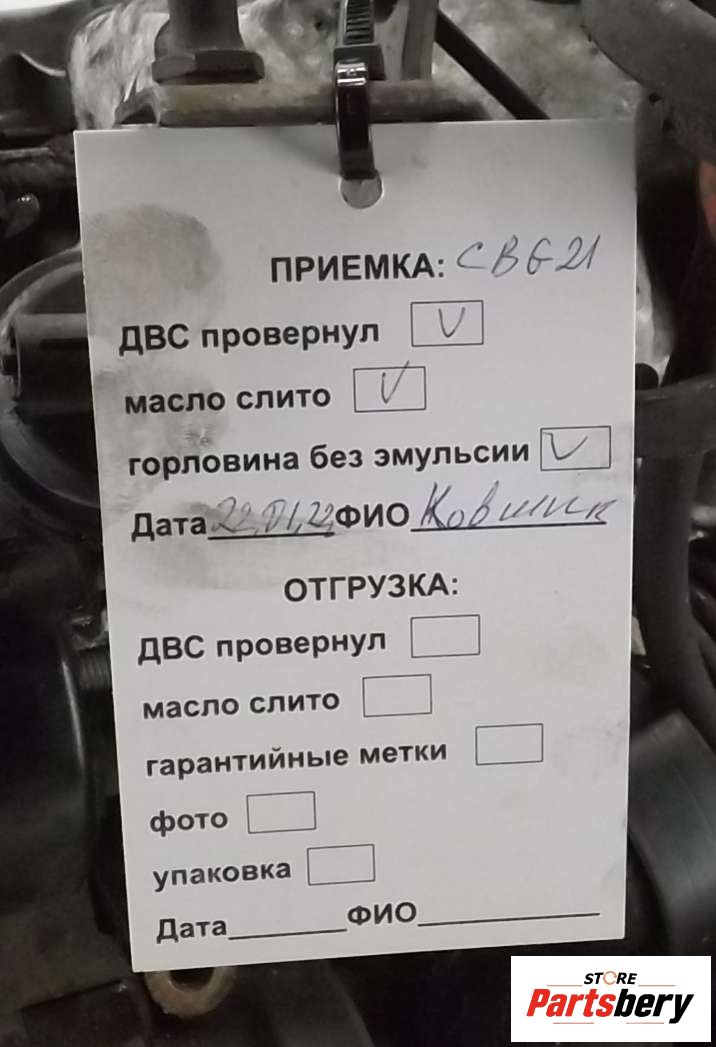 ПРИЕМКА: CBG21
ДВС провернул V
масло слито V
горловина без эмульсии V
Дата 22.01.22 ФИО Ковшик
ОТГРУЗКА:
ДВС провернул
масло слито
гарантийные метки
фото
упаковка
Дата ФИО
STORE
Partsbery